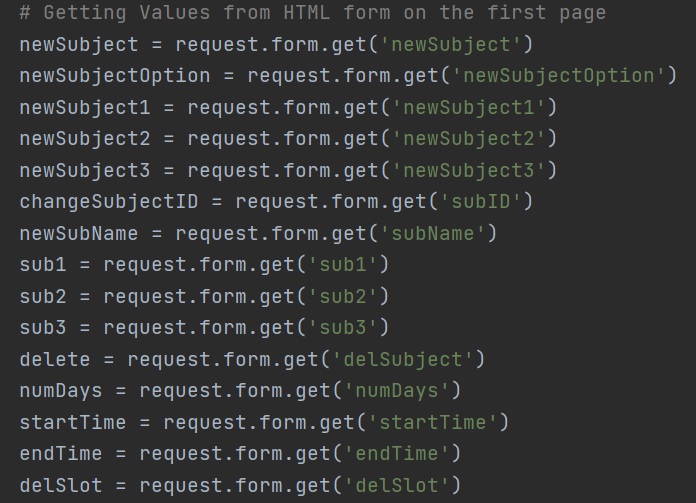 # Getting Values from HTML form on the first page
newSubject = request.form.get('newSubject')
newSubjectOption = request.form.get('newSubjectOption')
newSubject1 = request.form.get('newSubject1')
newSubject2 = request.form.get('newSubject2')
newSubject3 = request.form.get('newSubject3')
changeSubjectID = request.form.get('subID')
newSubName = request.form.get('subName')
sub1 = request.form.get('sub1')
sub2 = request.form.get('sub2')
sub3 = request.form.get('sub3')
delete = request.form.get('delSubject')
numDays = request.form.get('numDays')
startTime = request.form.get('startTime')
endTime = request.form.get('endTime')
delSlot = request.form.get('delSlot')